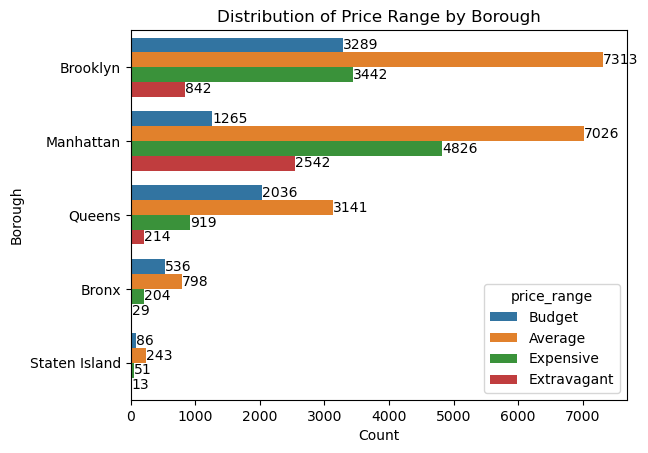 Distribution of Price Range by Borough
Borough
Brooklyn
3289
7313
3442
842
Manhattan
1265
7026
4826
2542
Queens
2036
3141
919
214
Bronx
536
798
204
29
Staten Island
86
243
51
13
price_range
Budget
Average
Expensive
Extravagant
0 1000 2000 3000 4000 5000 6000 7000
Count